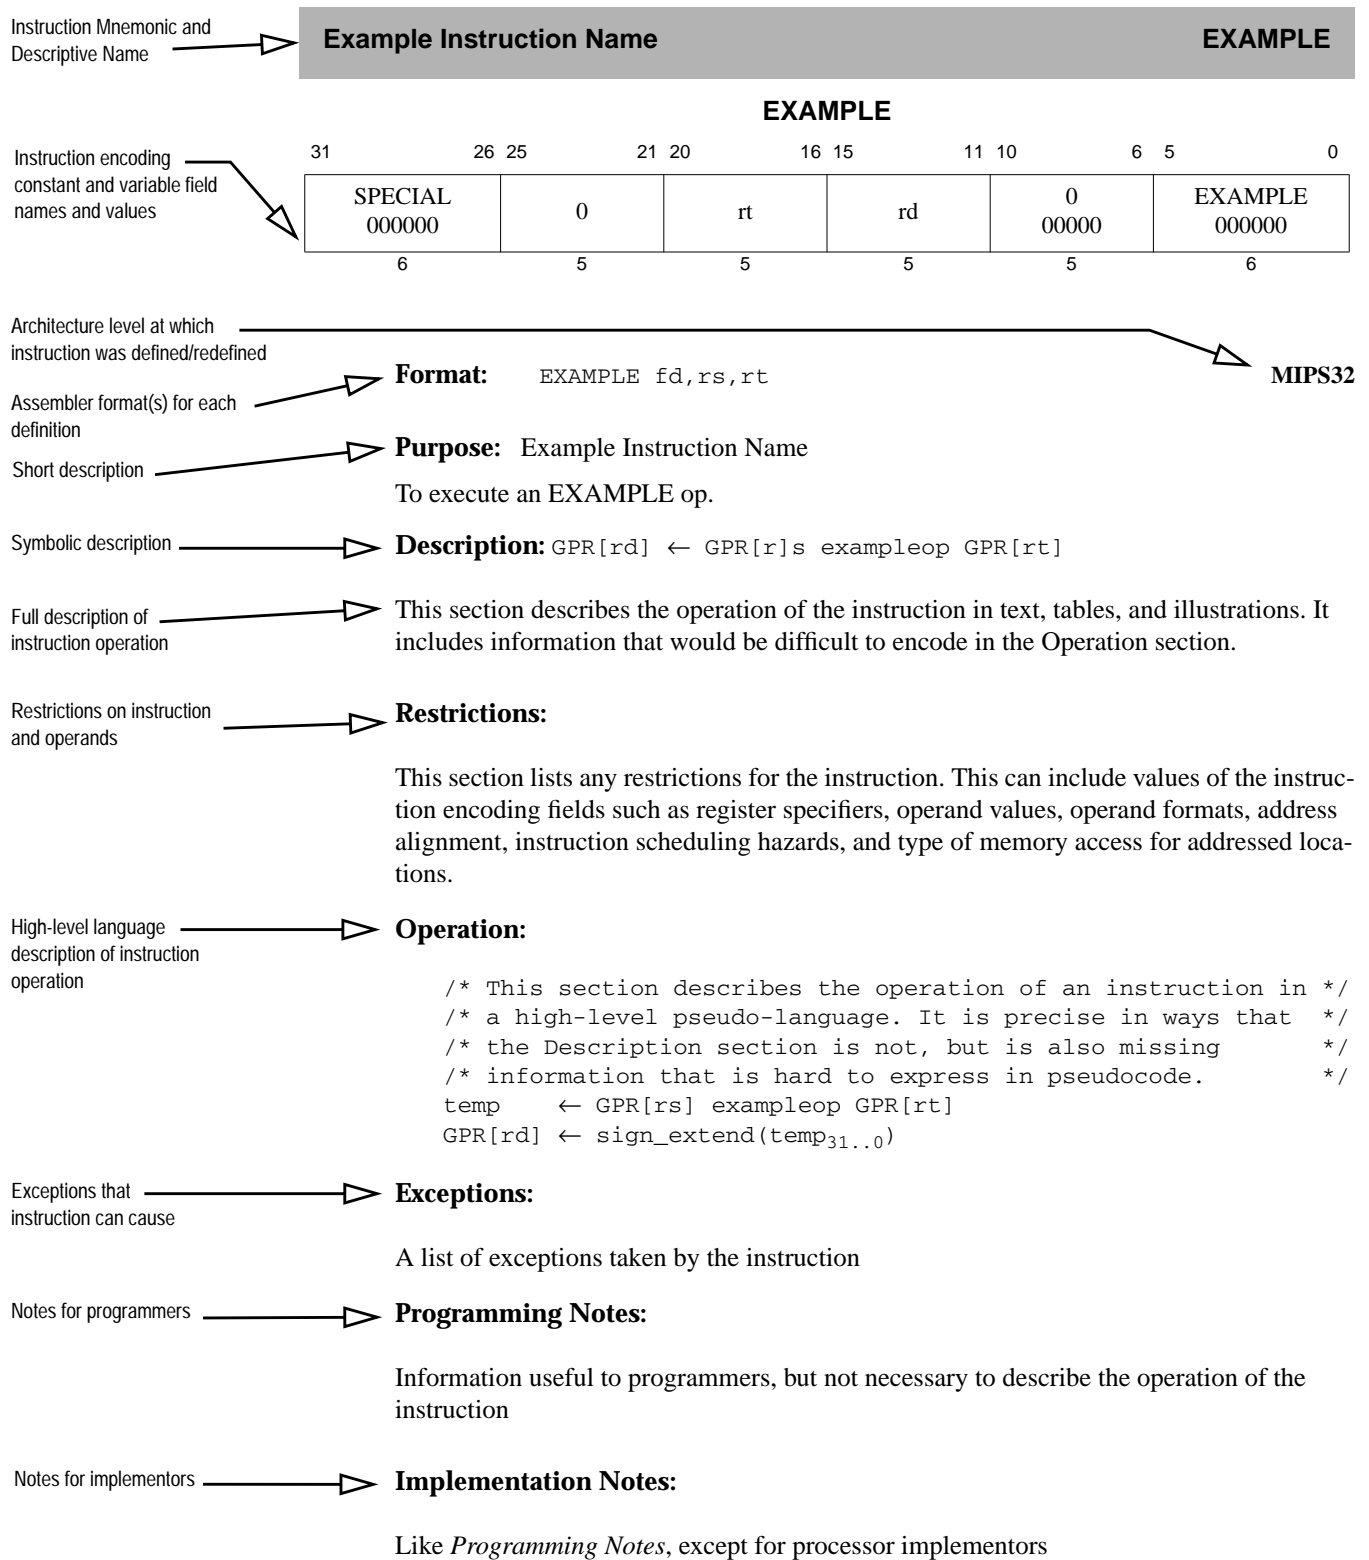 Instruction Mnemonic and
Descriptive Name
Example Instruction Name EXAMPLE
EXAMPLE
31 26 25 21 20 16 15 11 10 6 5 0
Instruction encoding
constant and variable field
names and values
SPECIAL
000000
0
rt
rd
0
00000
EXAMPLE
000000
6 5 5 5 5 6
Architecture level at which
instruction was defined/redefined
Format: EXAMPLE fd,rs,rt MIPS32
Assembler format(s) for each
definition
Purpose: Example Instruction Name
Short description
To execute an EXAMPLE op.
Symbolic description
Description: GPR[rd] ← GPR[r]s exampleop GPR[rt]
Full description of
instruction operation
This section describes the operation of the instruction in text, tables, and illustrations. It
includes information that would be difficult to encode in the Operation section.
Restrictions on instruction
and operands
Restrictions:
This section lists any restrictions for the instruction. This can include values of the instruc-
tion encoding fields such as register specifiers, operand values, operand formats, address
alignment, instruction scheduling hazards, and type of memory access for addressed loca-
tions.
High-level language
description of instruction
operation
Operation:
/* This section describes the operation of an instruction in */
/* a high-level pseudo-language. It is precise in ways that */
/* the Description section is not, but is also missing */
/* information that is hard to express in pseudocode. */
temp ← GPR[rs] exampleop GPR[rt]
GPR[rd] ← sign_extend(temp31..0)
Exceptions that
instruction can cause
Exceptions:
A list of exceptions taken by the instruction
Notes for programmers
Programming Notes:
Information useful to programmers, but not necessary to describe the operation of the
instruction
Notes for implementors
Implementation Notes:
Like Programming Notes, except for processor implementors